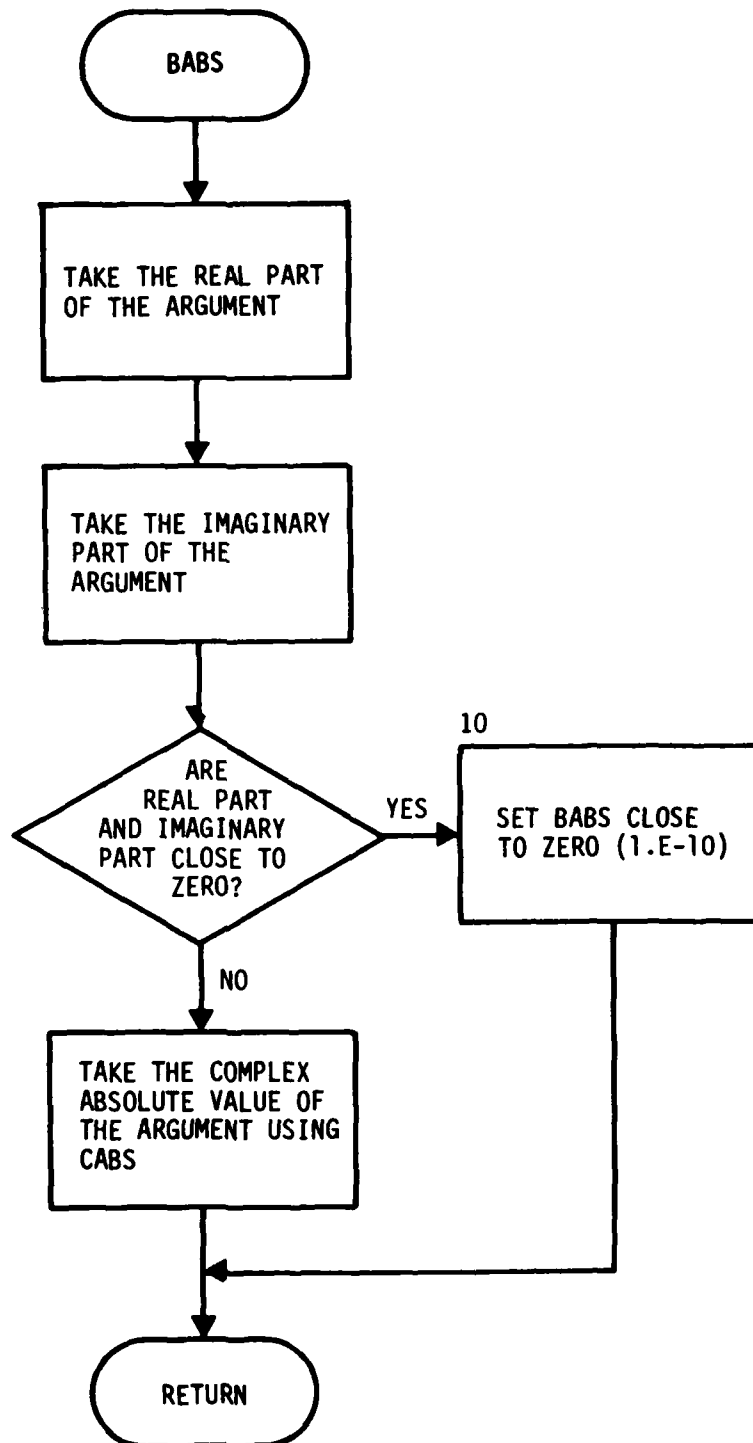 BABS
TAKE THE REAL PART
OF THE ARGUMENT
TAKE THE IMAGINARY
PART OF THE
ARGUMENT
ARE
REAL PART
AND IMAGINARY
PART CLOSE TO
ZERO?
YES
10
SET BABS CLOSE
TO ZERO (1.E-10)
NO
TAKE THE COMPLEX
ABSOLUTE VALUE OF
THE ARGUMENT USING
CABS
RETURN